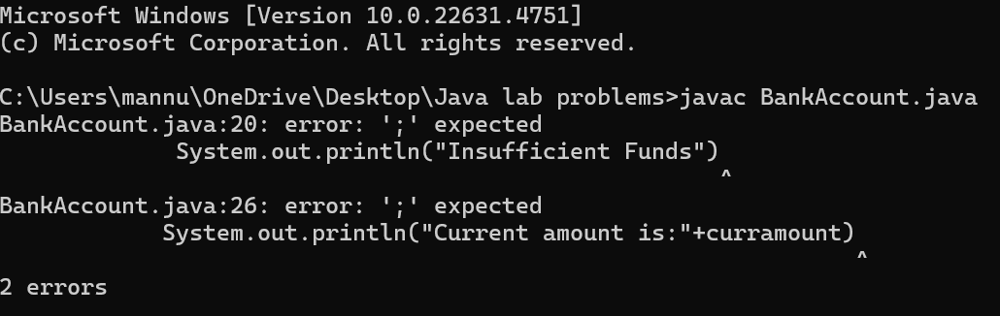 Microsoft Windows [Version 10.0.22631.4751]
(c) Microsoft Corporation. All rights reserved.
C:\Users\mannu\OneDrive\Desktop\Java lab problems>javac BankAccount.java
BankAccount.java:20: error: ';' expected
System.out.println("Insufficient Funds")
^
BankAccount.java:26: error: ';' expected
System.out.println("Current amount is:"+curramount)
^
2 errors